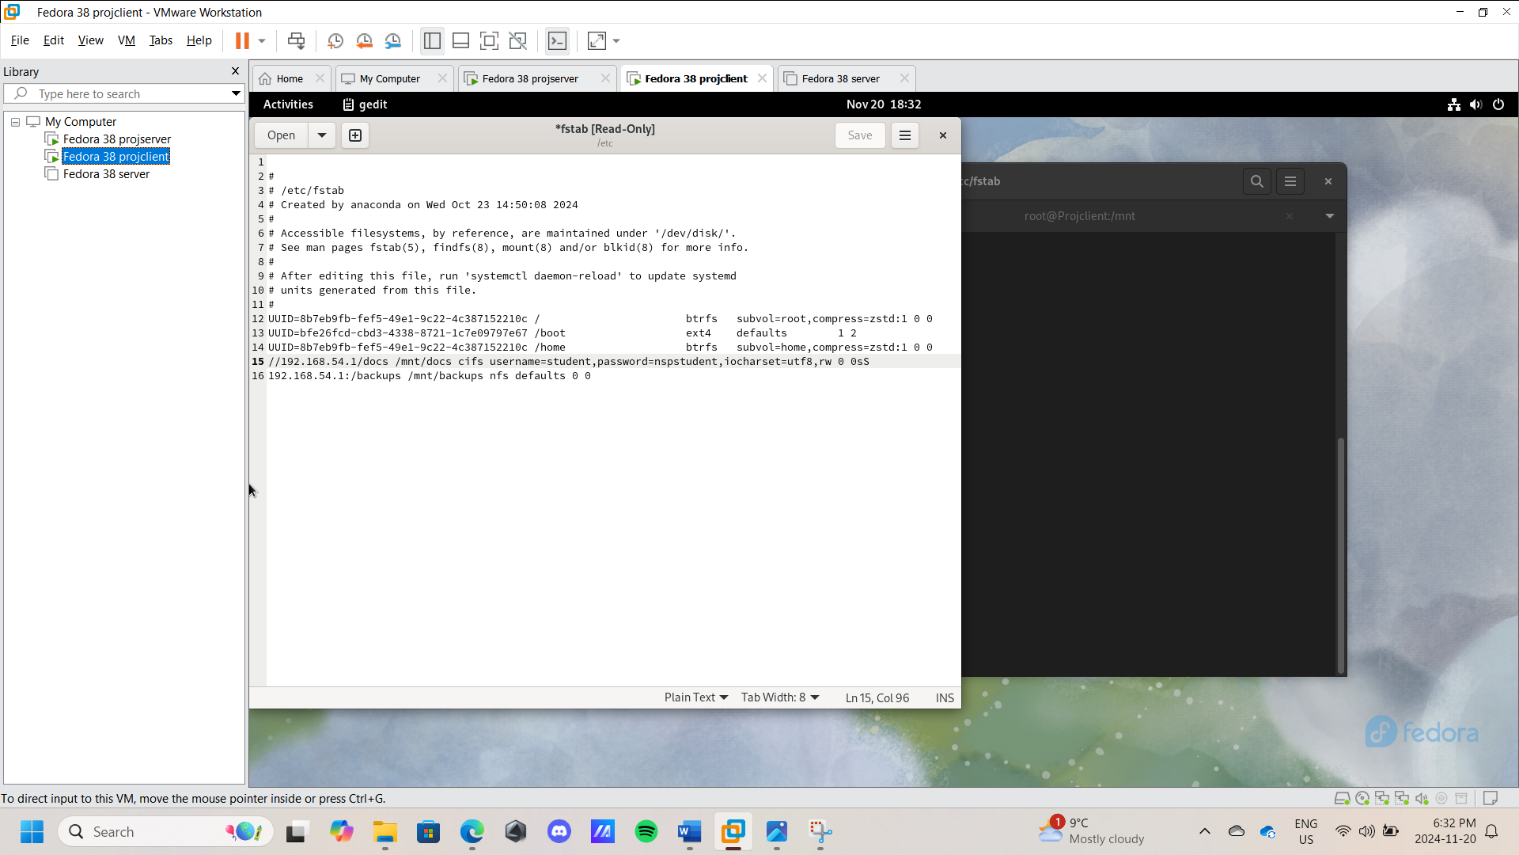 Fedora 38 projclient - VMware Workstation
File Edit View VM Tabs Help
Library
Type here to search
My Computer
Fedora 38 projserver
Fedora 38 projclient
Fedora 38 server
Home
My Computer
Fedora 38 projserver
Fedora 38 projclient
Fedora 38 server
Activities gedit Nov 20 18:32
Open *fstab [Read-Only] Save
/etc
1
2 #
3 # /etc/fstab
4 # Created by anaconda on Wed Oct 23 14:50:08 2024
5 #
6 # Accessible filesystems, by reference, are maintained under '/dev/disk/'.
7 # See man pages fstab(5), findfs(8), mount(8) and/or blkid(8) for more info.
8 #
9 # After editing this file, run 'systemctl daemon-reload' to update systemd
10 # units generated from this file.
11 #
12 UUID=8b7eb9fb-fef5-49e1-9c22-4c387152210c / btrfs subvol=root,compress=zstd:1 0 0
13 UUID=bfe26fcd-cbd3-4338-8721-1c7e09797e67 /boot ext4 defaults 1 2
14 UUID=8b7eb9fb-fef5-49e1-9c22-4c387152210c /home btrfs subvol=home,compress=zstd:1 0 0
15 //192.168.54.1/docs /mnt/docs cifs username=student,password=nspstudent,iocharset=utf8,rw 0 0sS
16 192.168.54.1:/backups /mnt/backups nfs defaults 0 0
Plain Text Tab Width: 8 Ln 15, Col 96 INS
c/fstab
root@Projclient:/mnt
fedora
To direct input to this VM, move the mouse pointer inside or press Ctrl+G.
Search
1
9°C
Mostly cloudy
ENG
US
6:32 PM
2024-11-20